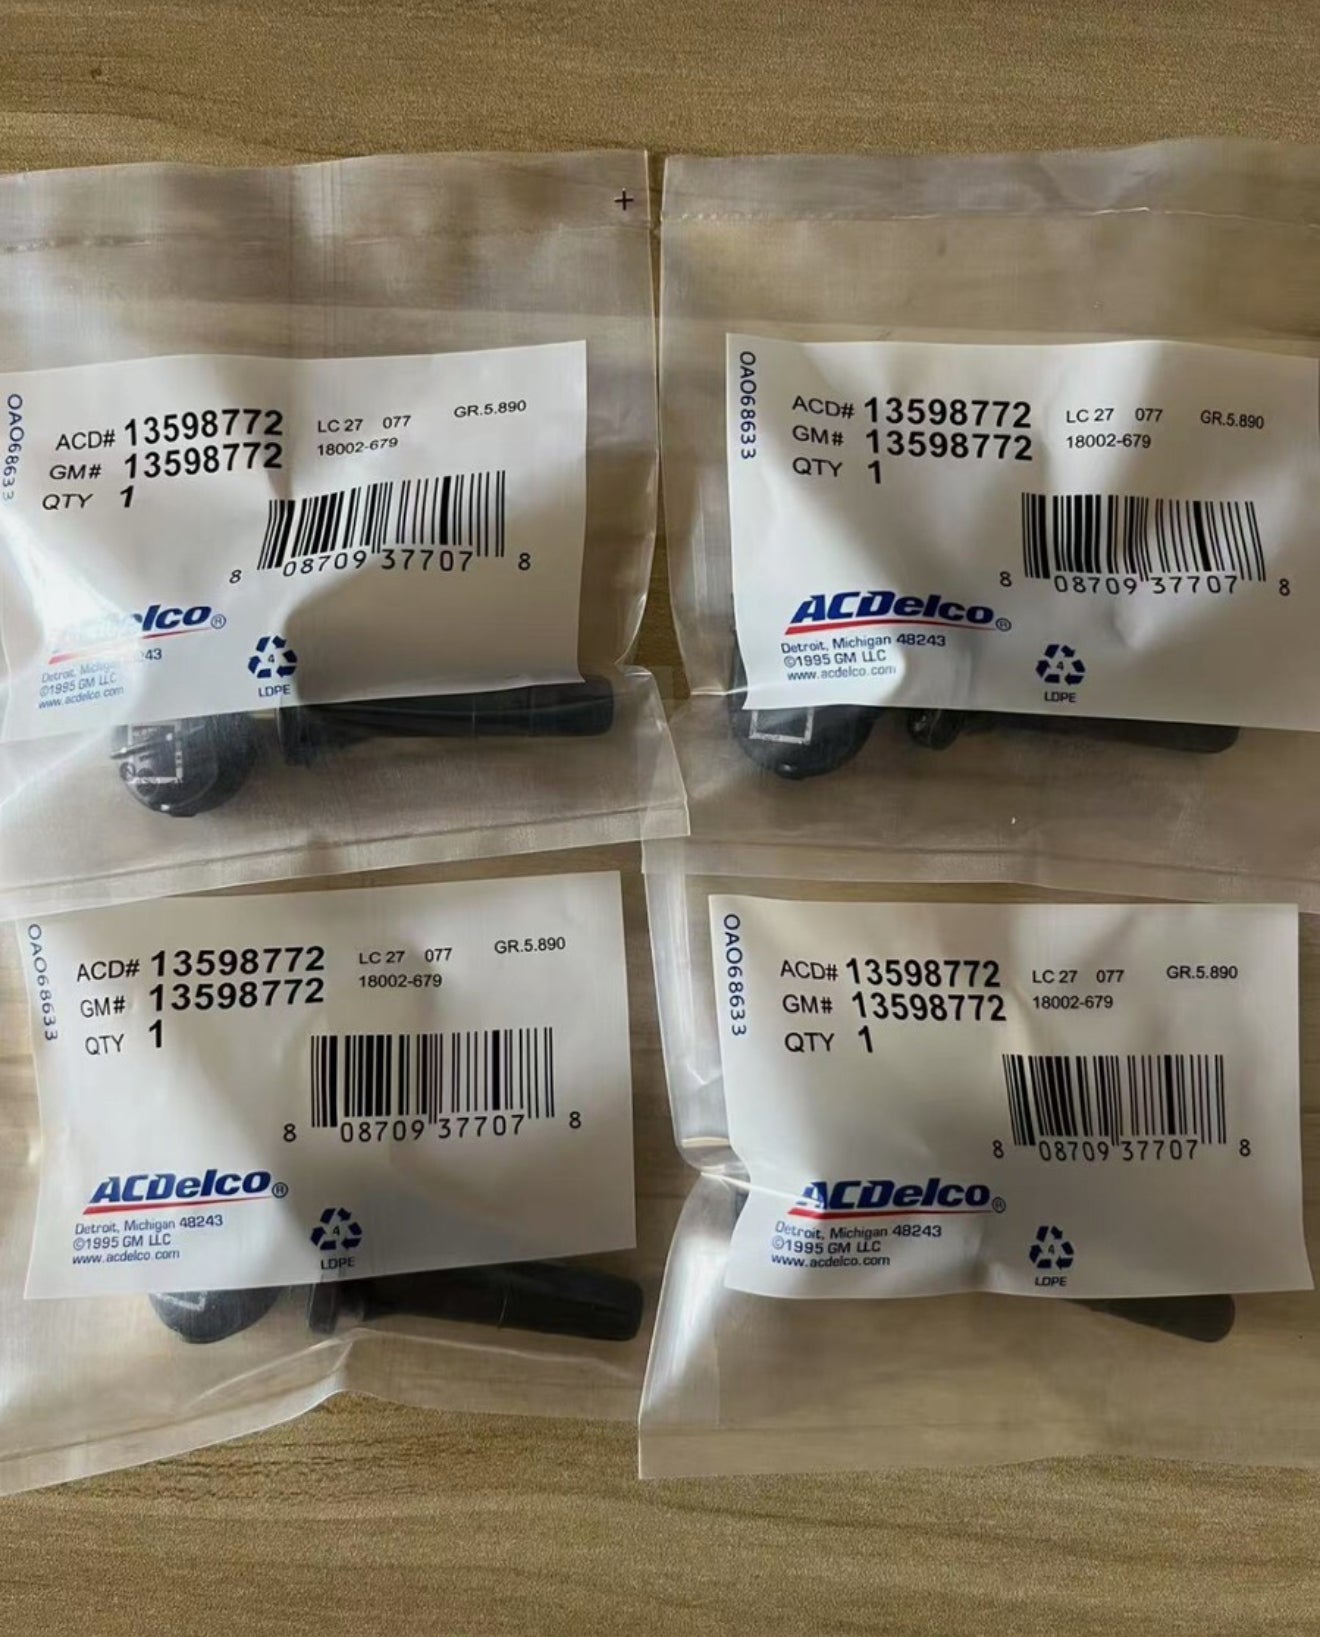 OAO68633
ACD# 13598772 LC 27 077 GR.5.890
GM# 13598772 18002-679
QTY 1
8 08709 37707 8
ACDelco®
Detroit, Michigan 48243
©1995 GM LLC
www.acdelco.com
4
LDPE
OAO68633
ACD# 13598772 LC 27 077 GR.5.890
GM# 13598772 18002-679
QTY 1
8 08709 37707 8
ACDelco®
Detroit, Michigan 48243
©1995 GM LLC
www.acdelco.com
4
LDPE
OAO68633
ACD# 13598772 LC 27 077 GR.5.890
GM# 13598772 18002-679
QTY 1
8 08709 37707 8
ACDelco®
Detroit, Michigan 48243
©1995 GM LLC
www.acdelco.com
4
LDPE
OAO68633
ACD# 13598772 LC 27 077 GR.5.890
GM# 13598772 18002-679
QTY 1
8 08709 37707 8
ACDelco®
Detroit, Michigan 48243
©1995 GM LLC
www.acdelco.com
4
LDPE